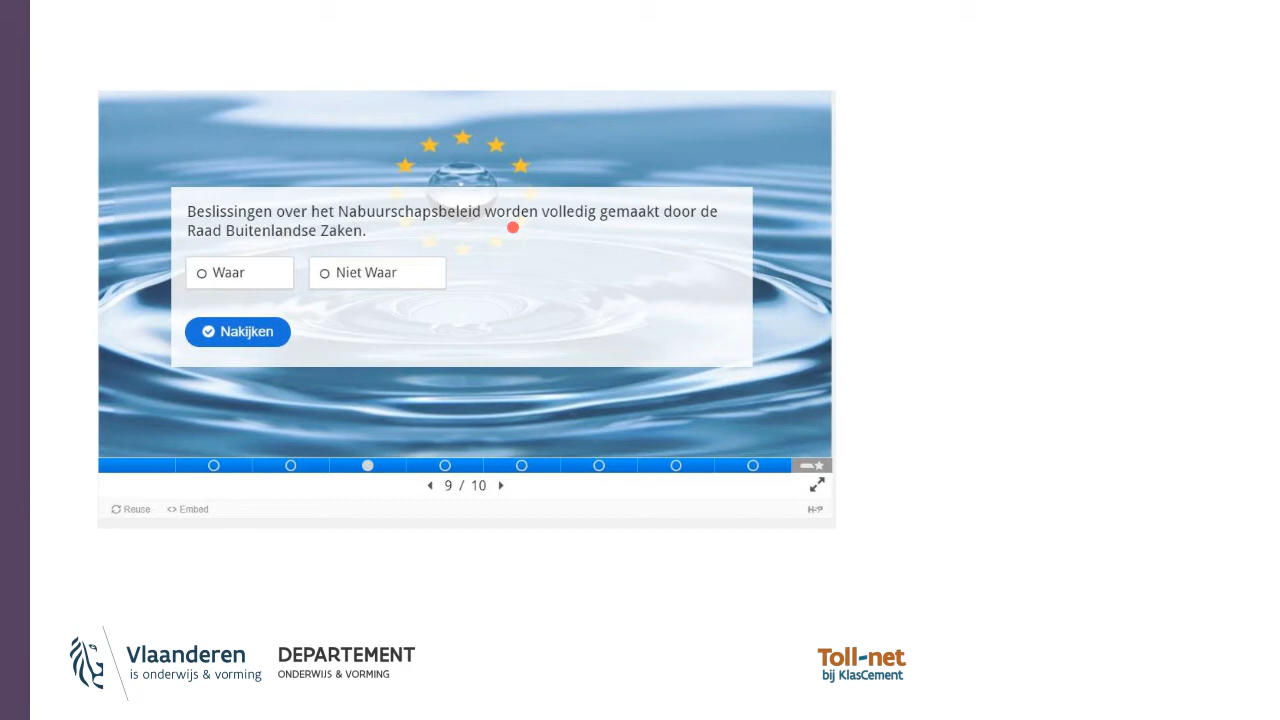 Beslissingen over het Nabuurschapsbeleid worden volledig gemaakt door de
Raad Buitenlandse Zaken.
Waar
Niet Waar
Nakijken
9 / 10
Reuse
<> Embed
H5P
Vlaanderen
is onderwijs & vorming
DEPARTEMENT
ONDERWIJS & VORMING
Toll-net
bij KlasCement